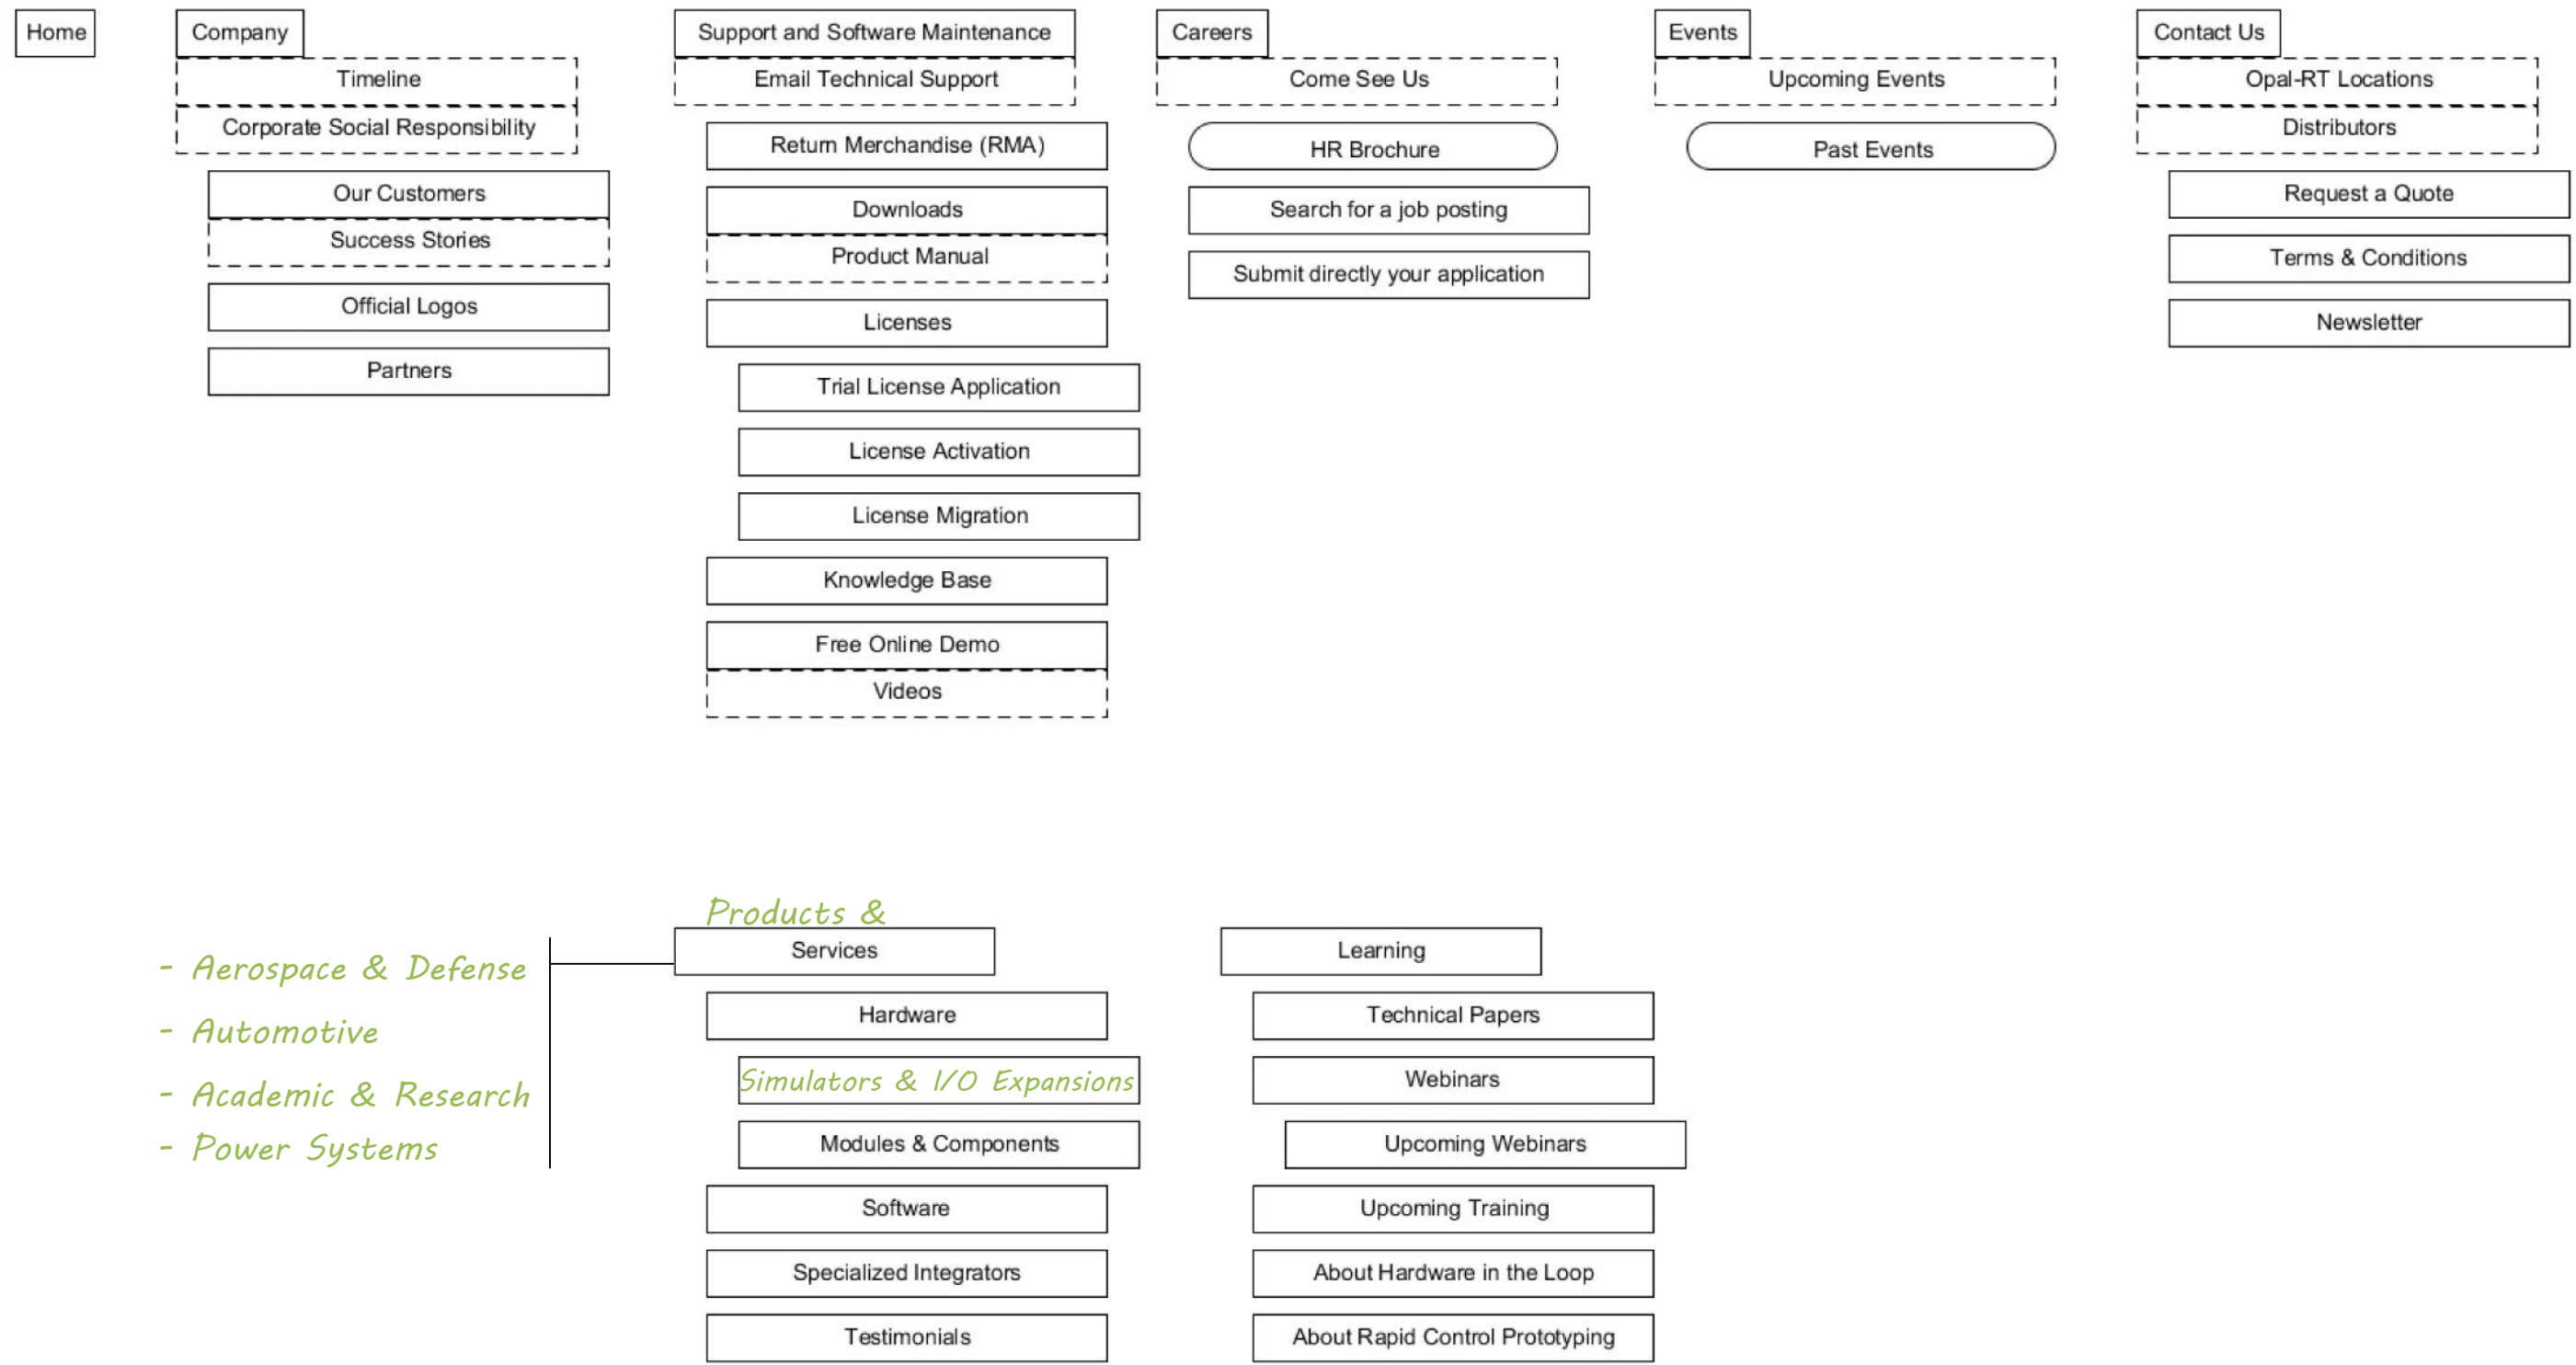 Home
Company
Timeline
Corporate Social Responsibility
Our Customers
Success Stories
Official Logos
Partners
Support and Software Maintenance
Email Technical Support
Return Merchandise (RMA)
Downloads
Product Manual
Licenses
Trial License Application
License Activation
License Migration
Knowledge Base
Free Online Demo
Videos
Careers
Come See Us
HR Brochure
Search for a job posting
Submit directly your application
Events
Upcoming Events
Past Events
Contact Us
Opal-RT Locations
Distributors
Request a Quote
Terms & Conditions
Newsletter
- Aerospace & Defense
- Automotive
- Academic & Research
- Power Systems
Products &
Services
Hardware
Simulators & I/O Expansions
Modules & Components
Software
Specialized Integrators
Testimonials
Learning
Technical Papers
Webinars
Upcoming Webinars
Upcoming Training
About Hardware in the Loop
About Rapid Control Prototyping